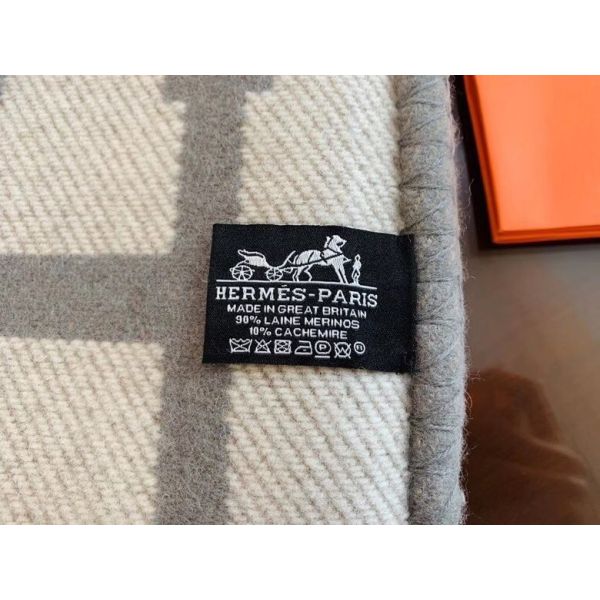 HERMÈS-PARIS
MADE IN GREAT BRITAIN
90% LAINE MERINOS
10% CACHEMIRE
P